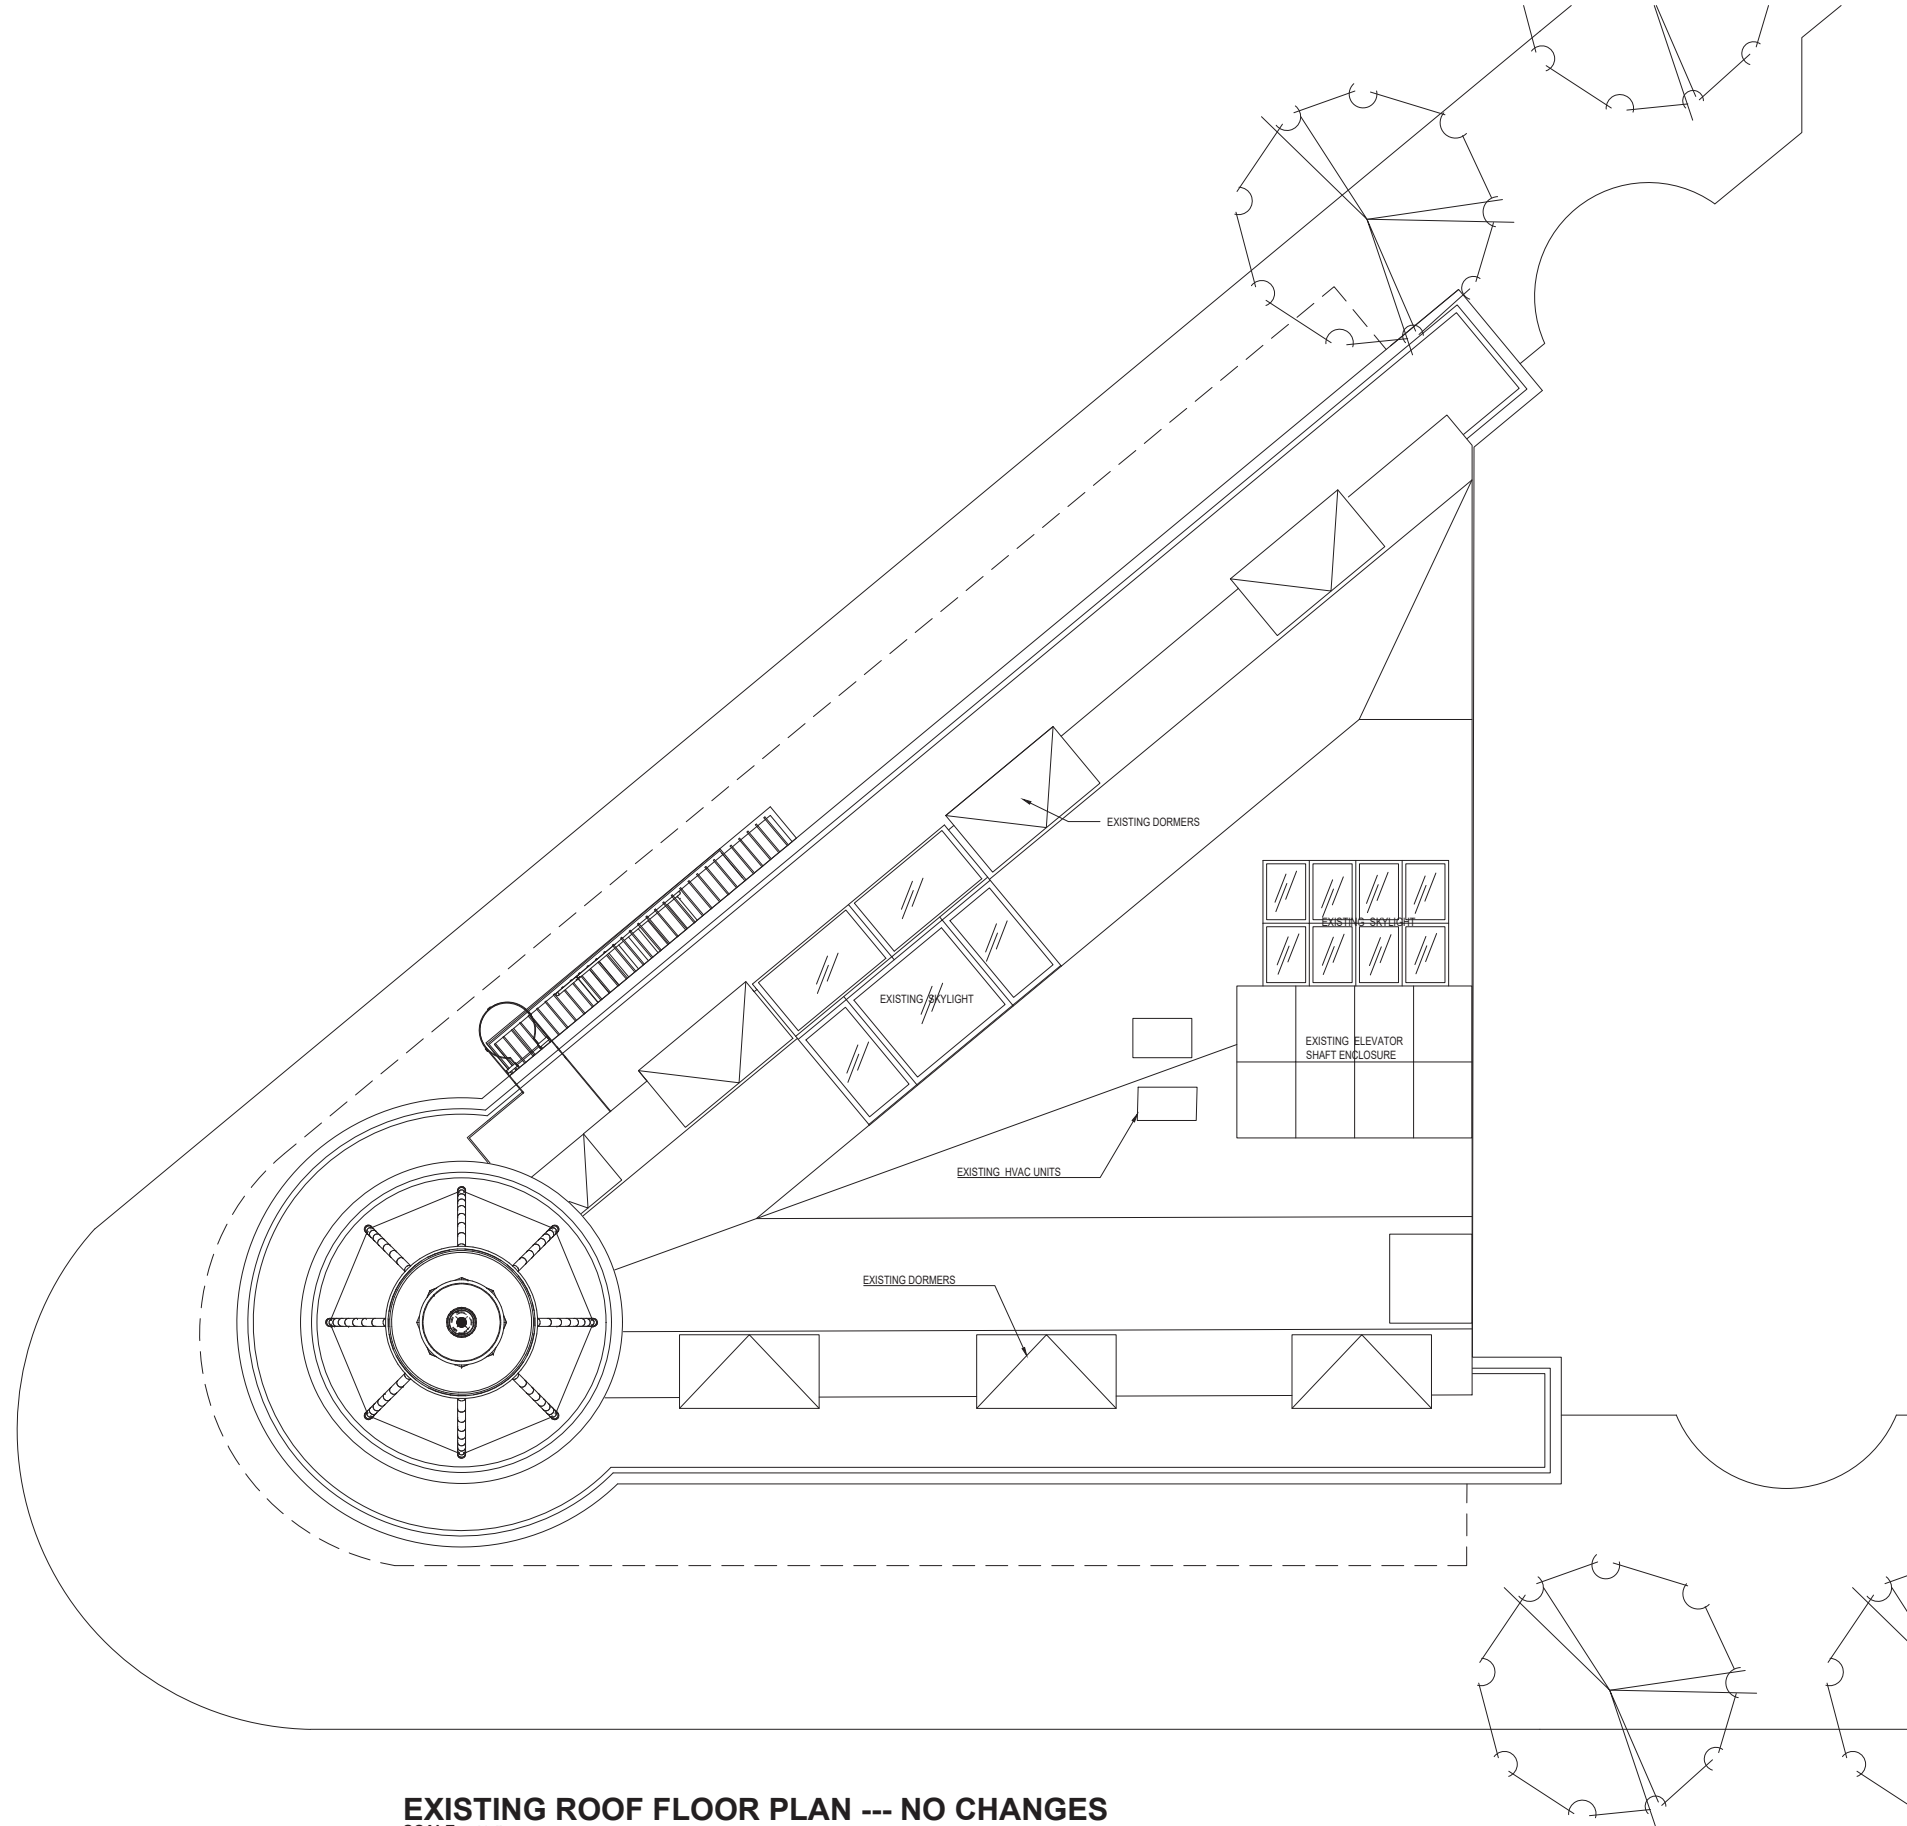 EXISTING DORMERS
EXISTING SKYLIGHT
EXISTING SKYLIGHT
EXISTING ELEVATOR
SHAFT ENCLOSURE
EXISTING HVAC UNITS
EXISTING DORMERS
EXISTING ROOF FLOOR PLAN --- NO CHANGES